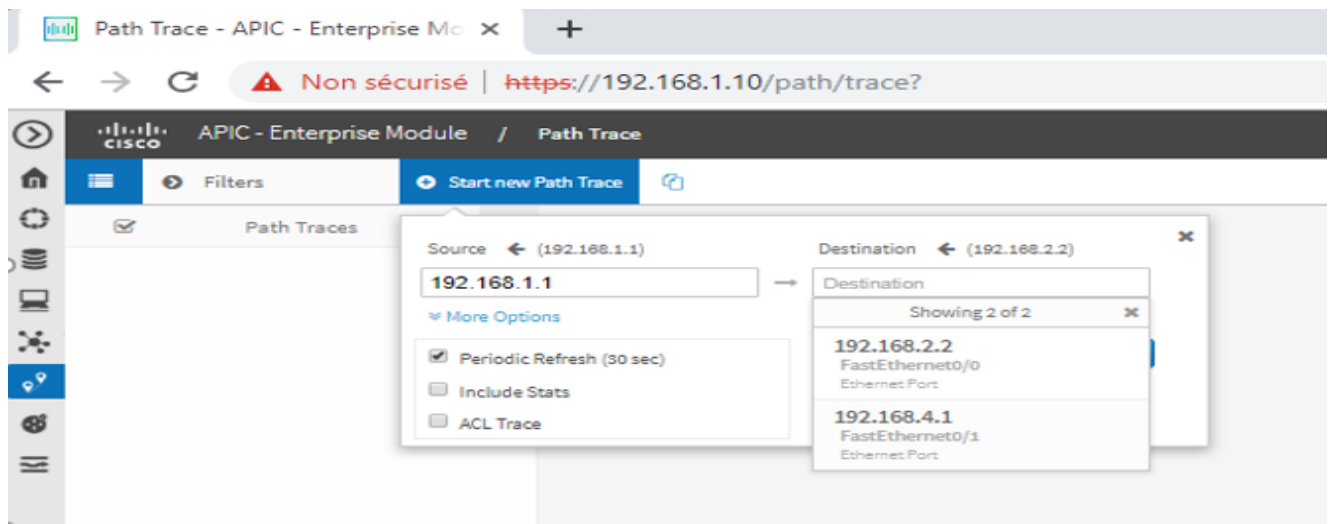 Path Trace - APIC - Enterprise Mo
Non sécurisé | https://192.168.1.10/path/trace?
CISCO APIC - Enterprise Module / Path Trace
Filters
Start new Path Trace
Path Traces
Source (192.168.1.1)
Destination (192.168.2.2)
192.168.1.1
Destination
More Options
Showing 2 of 2
Periodic Refresh (30 sec)
Include Stats
ACL Trace
192.168.2.2
FastEthernet0/0
Ethernet Port
192.168.4.1
FastEthernet0/1
Ethernet Port